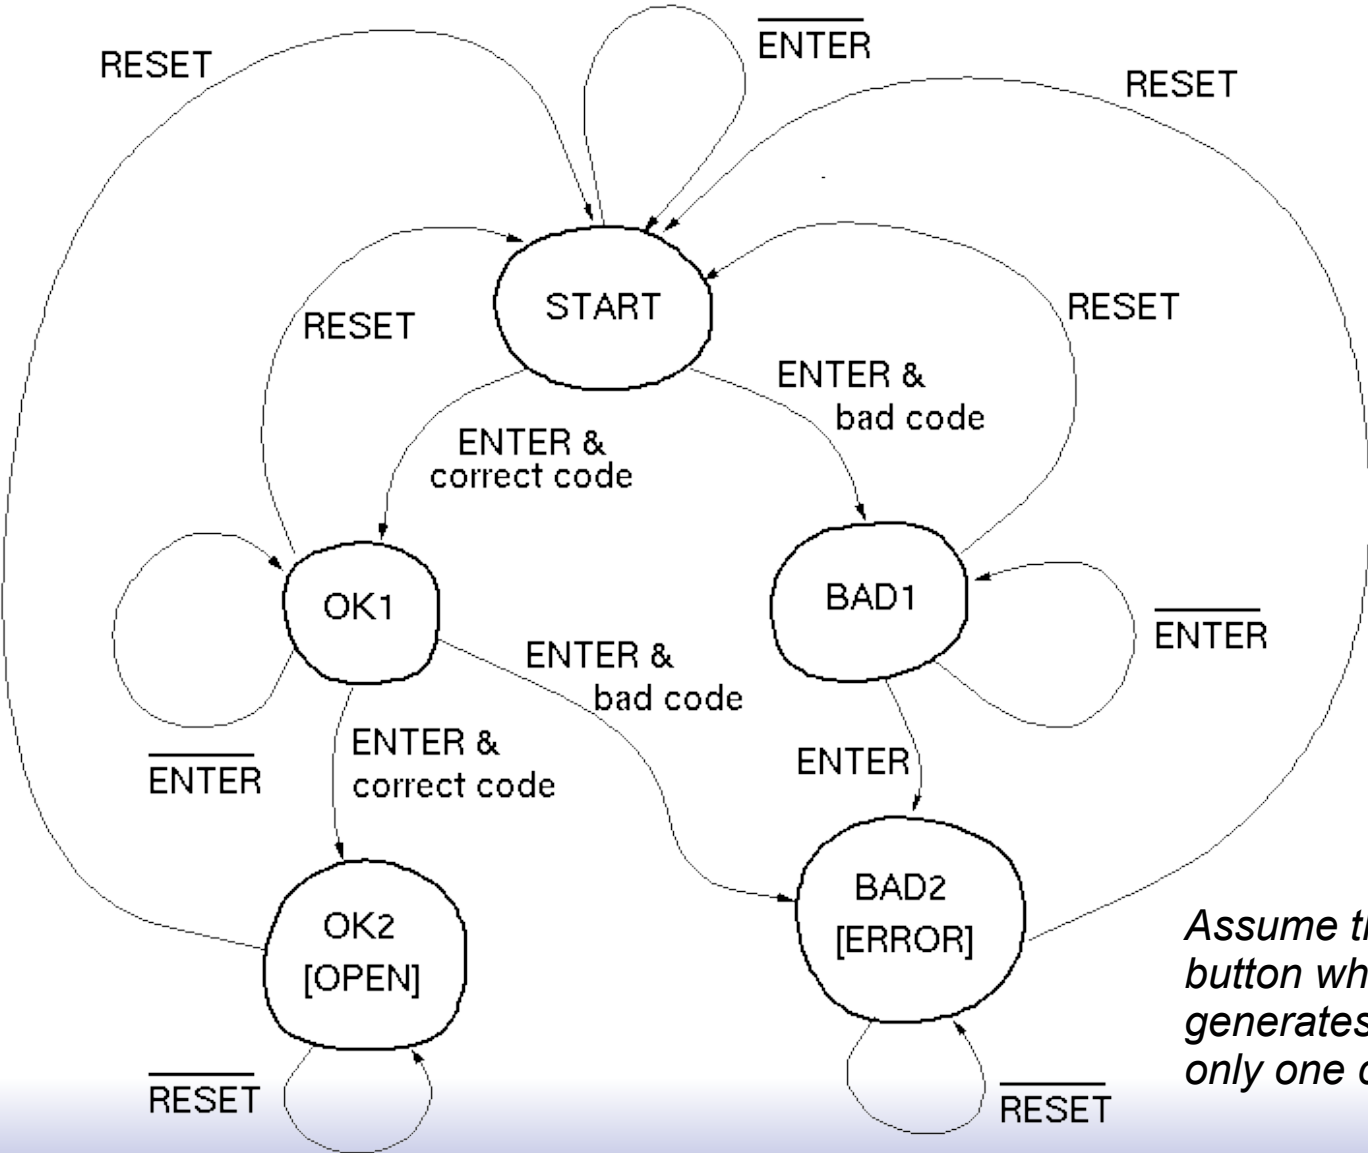 ENTER
RESET
RESET
START
RESET
RESET
ENTER &
bad code
ENTER &
correct code
OK1
BAD1
ENTER
ENTER &
bad code
ENTER
ENTER &
correct code
ENTER
OK2
[OPEN]
BAD2
[ERROR]
Assume
button
generates
only one
RESET
RESET